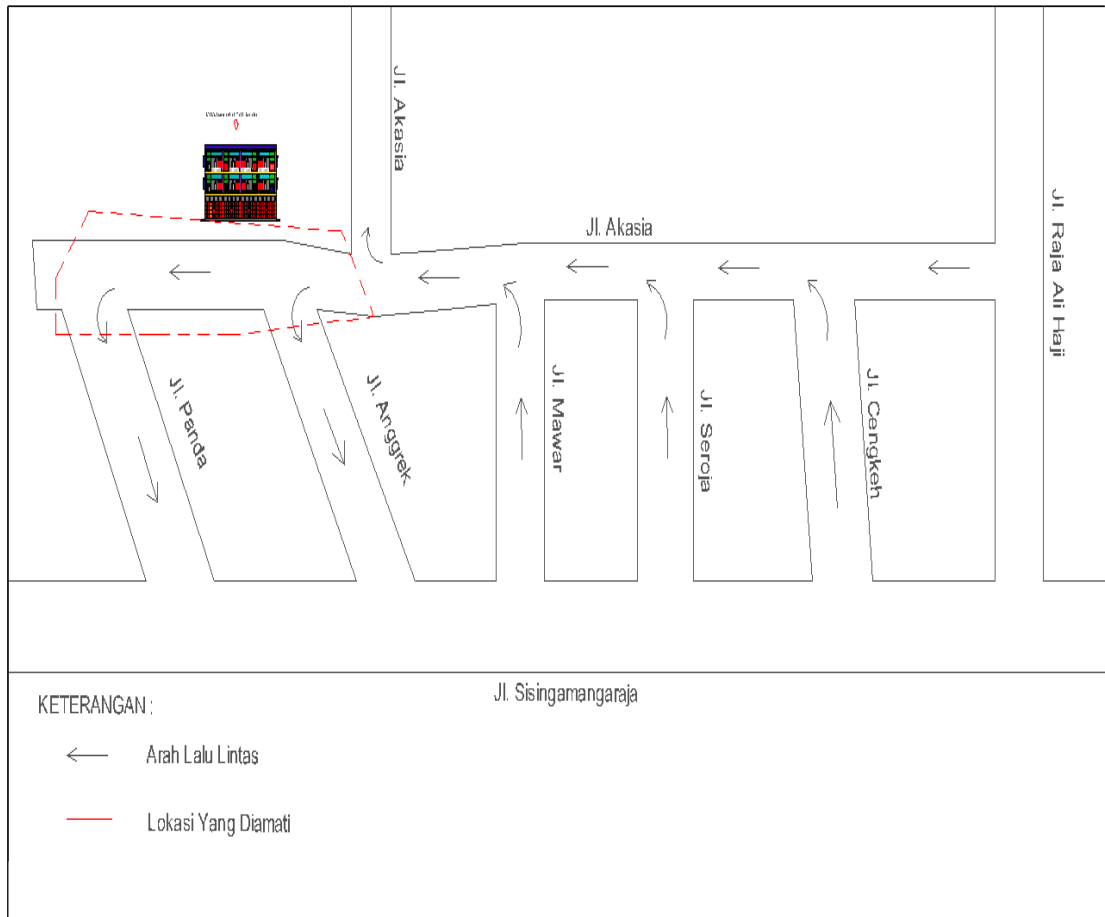 Jl. Akasia
Jl. Akasia
Jl. Raja Ali Haji
Jl. Panda
Jl. Anggrek
Jl. Mawar
Jl. Seroja
Jl. Cengkeh
Jl. Sisingamangaraja
KETERANGAN :
Arah Lalu Lintas
Lokasi Yang Diamati